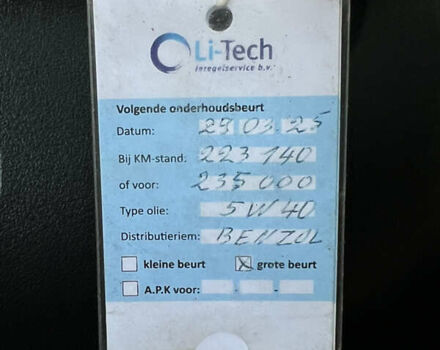 Li-Tech
inregelservice b.v.
Volgende onderhoudsbeurt
Datum: 29 03 25
Bij KM-stand: 223 140
of voor: 235 000
Type olie: 5W40
Distributieriem: BENZOL
kleine beurt grote beurt
A.P.K voor: - -